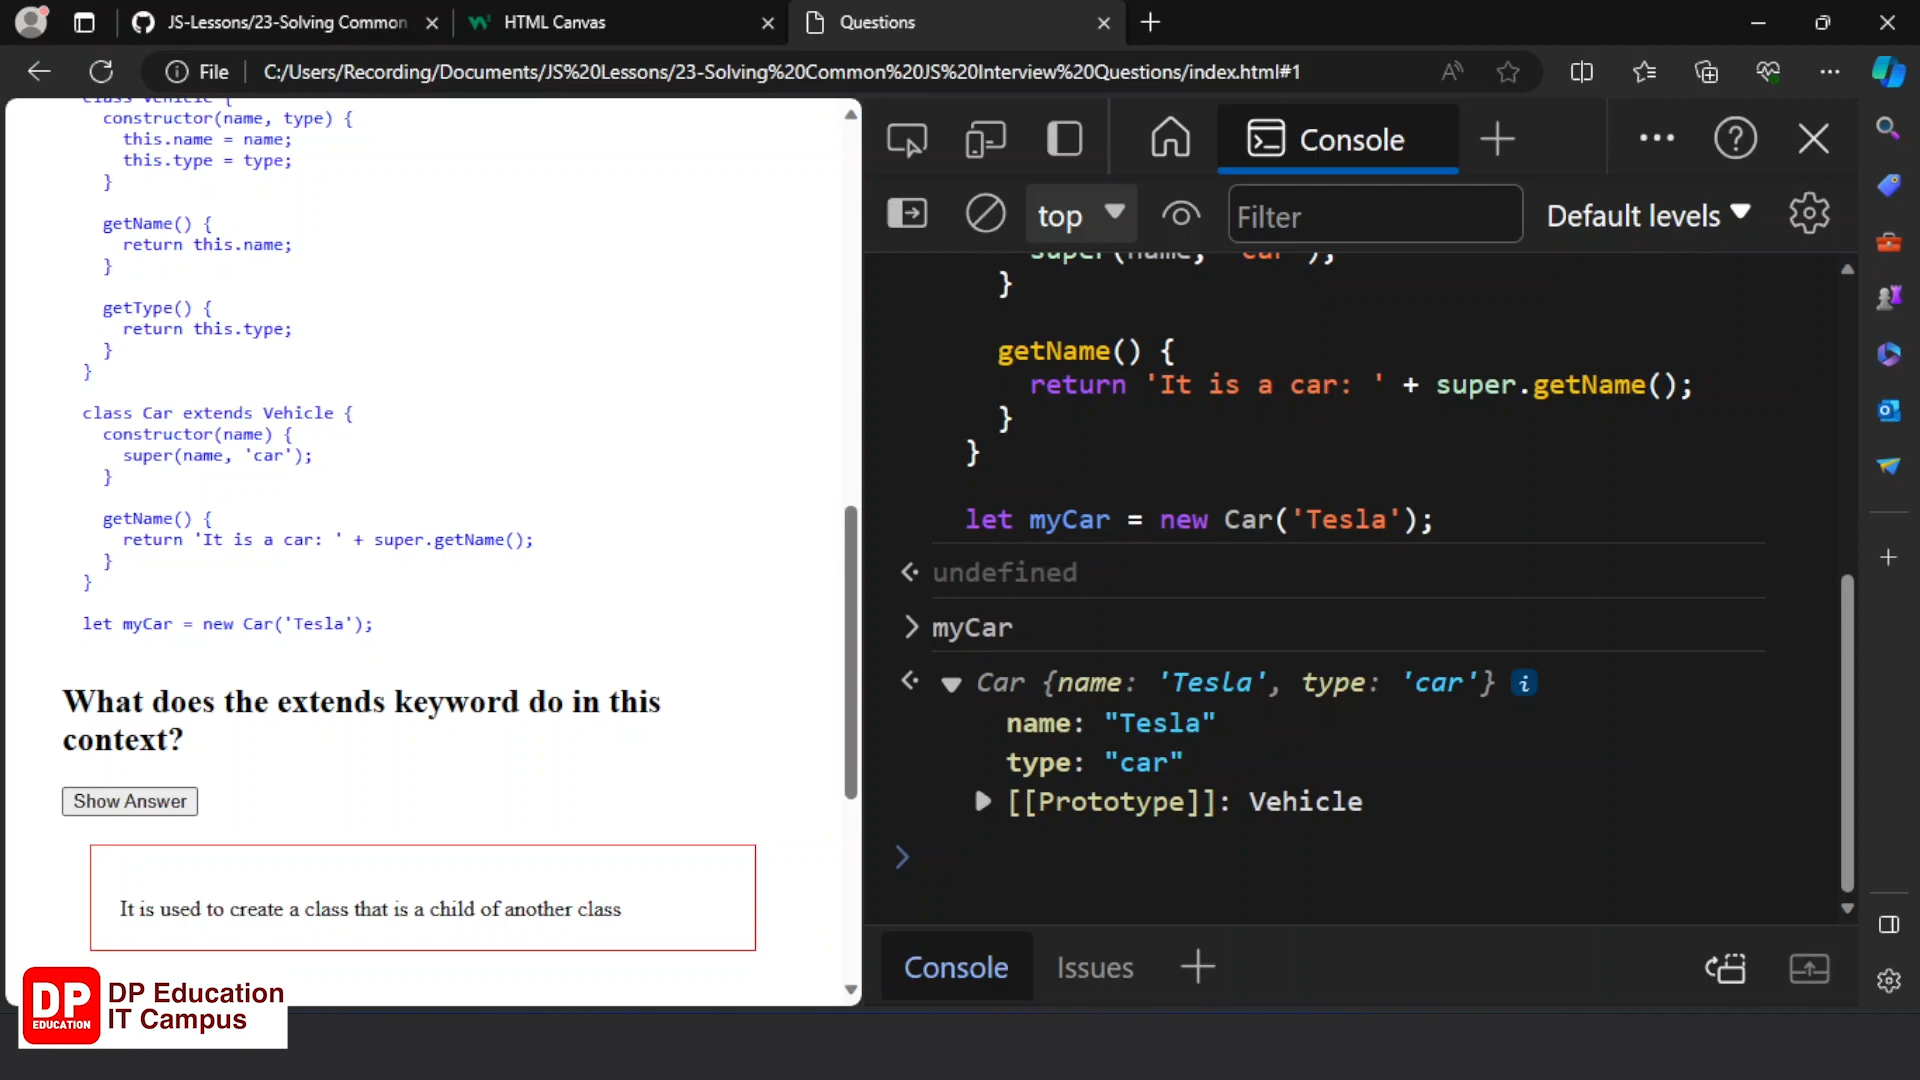 JS-Lessons/23-Solving Common
HTML Canvas
Questions
File
C:/Users/Recording/Documents/JS%20Lessons/23-Solving%20Common%20JS%20Interview%20Questions/index.html#1
class Vehicle {
constructor(name, type) {
this.name = name;
this.type = type;
}
getName() {
return this.name;
}
getType() {
return this.type;
}
}
class Car extends Vehicle {
constructor(name) {
super(name, 'car');
}
getName() {
return 'It is a car: ' + super.getName();
}
}
let myCar = new Car('Tesla');
What does the extends keyword do in this
context?
Show Answer
It is used to create a class that is a child of another class
DP
EDUCATION
DP Education
IT Campus
Console
top
Filter
Default levels
super(name, 'car');
}
getName() {
return 'It is a car: ' + super.getName();
}
}
let myCar = new Car('Tesla');
undefined
myCar
Car {name: 'Tesla', type: 'car'} i
name: "Tesla"
type: "car"
[[Prototype]]: Vehicle
Console
Issues